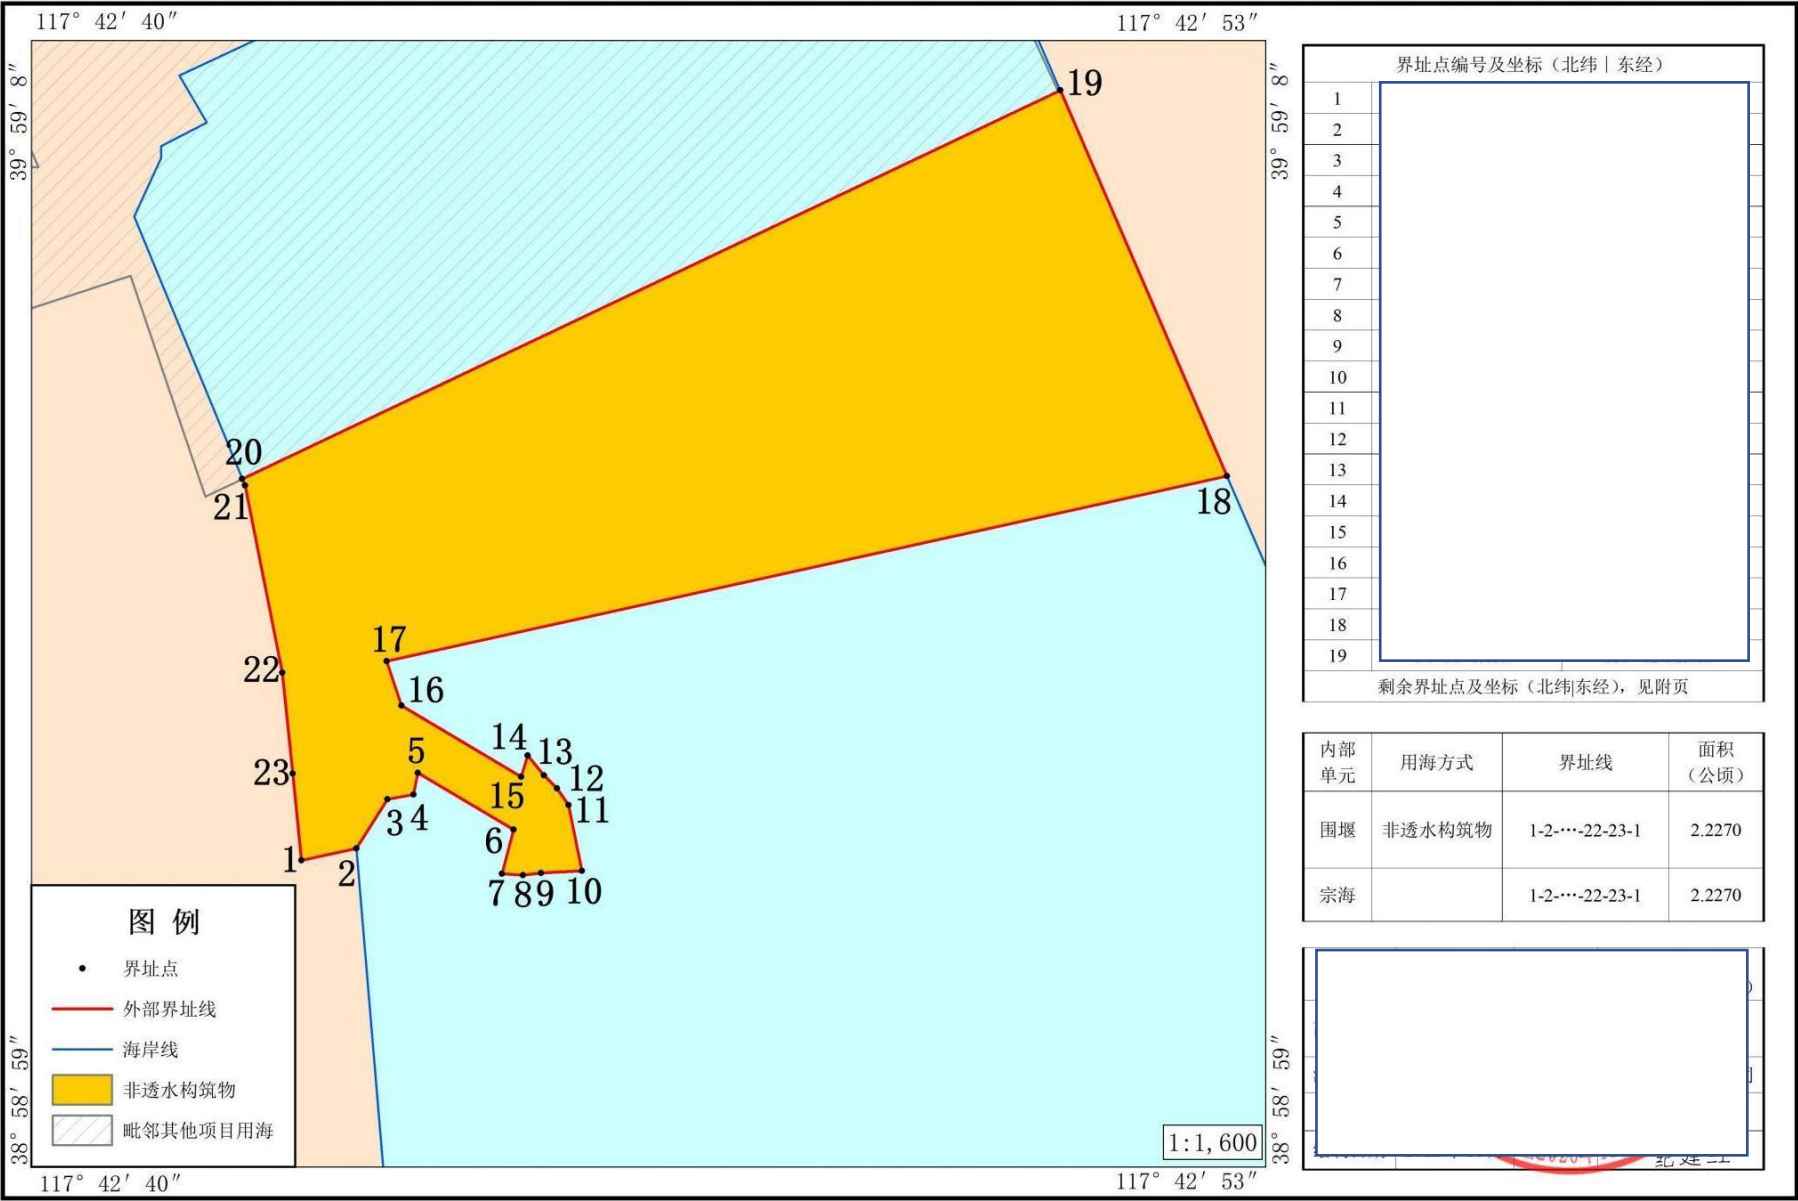 117° 42′ 40″
117° 42′ 53″
39° 59′ 8″
39° 59′ 8″
19
20
21
18
17
22
16
14
13
5
23
12
15
11
3
4
6
1
2
7
8
9
10
图 例
界址点
外部界址线
海岸线
非透水构筑物
毗邻其他项目用海
1:1,600
38° 58′ 59″
38° 58′ 59″
117° 42′ 40″
117° 42′ 53″
界址点编号及坐标（北纬｜东经）
1
2
3
4
5
6
7
8
9
10
11
12
13
14
15
16
17
18
19
剩余界址点及坐标（北纬|东经），见附页
内部单元 用海方式 界址线 面积（公顷）
围堰 非透水构筑物 1-2-…-22-23-1 2.2270
宗海 1-2-…-22-23-1 2.2270